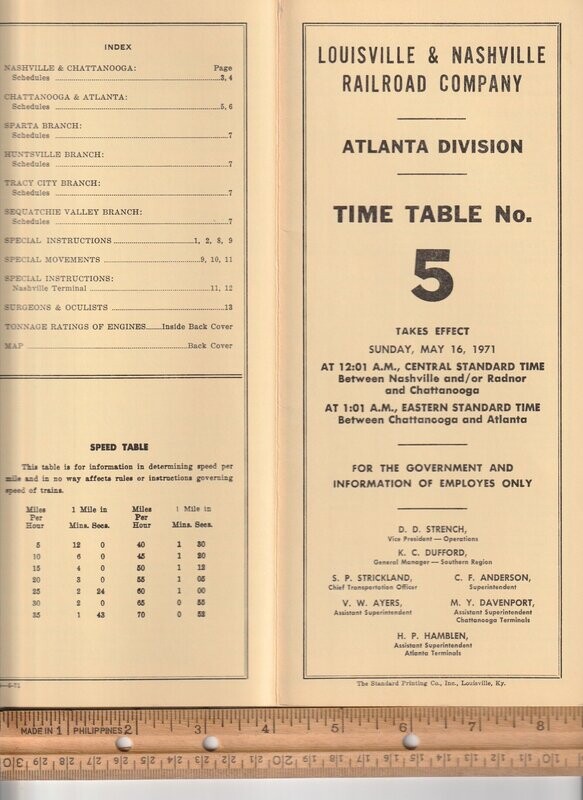 INDEX
NASHVILLE & CHATTANOOGA: Page
Schedules ........ 3, 4
CHATTANOOGA & ATLANTA:
Schedules ........ 5, 6
SPARTA BRANCH:
Schedules ........ 7
HUNTSVILLE BRANCH:
Schedules ........ 7
TRACY CITY BRANCH:
Schedules ........ 7
SEQUATCHIE VALLEY BRANCH:
Schedules ........ 7
SPECIAL INSTRUCTIONS ........ 1, 2, 8, 9
SPECIAL MOVEMENTS ........ 9, 10, 11
SPECIAL INSTRUCTIONS:
Nashville Terminal ........ 11, 12
SURGEONS & OCULISTS ........ 13
TONNAGE RATINGS OF ENGINES ...... Inside Back Cover
MAP ........ Back Cover
SPEED TABLE
This table is for information in determining speed per
mile and in no way affects rules or instructions governing
speed of trains.
Miles 1 Mile in Miles 1 Mile in
Per Per
Hour Mins. Secs. Hour Mins. Secs.
5 12 0 40 1 30
10 6 0 45 1 20
15 4 0 50 1 12
20 3 0 55 1 05
25 2 24 60 1 00
30 2 0 65 0 55
35 1 43 70 0 52
LOUISVILLE & NASHVILLE
RAILROAD COMPANY
ATLANTA DIVISION
TIME TABLE No.
5
TAKES EFFECT
SUNDAY, MAY 16, 1971
AT 12:01 A.M., CENTRAL STANDARD TIME
Between Nashville and/or Radnor
and Chattanooga
AT 1:01 A.M., EASTERN STANDARD TIME
Between Chattanooga and Atlanta
FOR THE GOVERNMENT AND
INFORMATION OF EMPLOYES ONLY
D. D. STRENCH,
Vice President — Operations
K. C. DUFFORD,
General Manager — Southern Region
S. P. STRICKLAND, C. F. ANDERSON,
Chief Transportation Officer Superintendent
V. W. AYERS, M. Y. DAVENPORT,
Assistant Superintendent Assistant Superintendent
Chattanooga Terminals
H. P. HAMBLEN,
Assistant Superintendent
Atlanta Terminals
The Standard Printing Co., Inc., Louisville, Ky.
MADE IN 1 PHILIPPINES 2 3 4 5 6 7 8